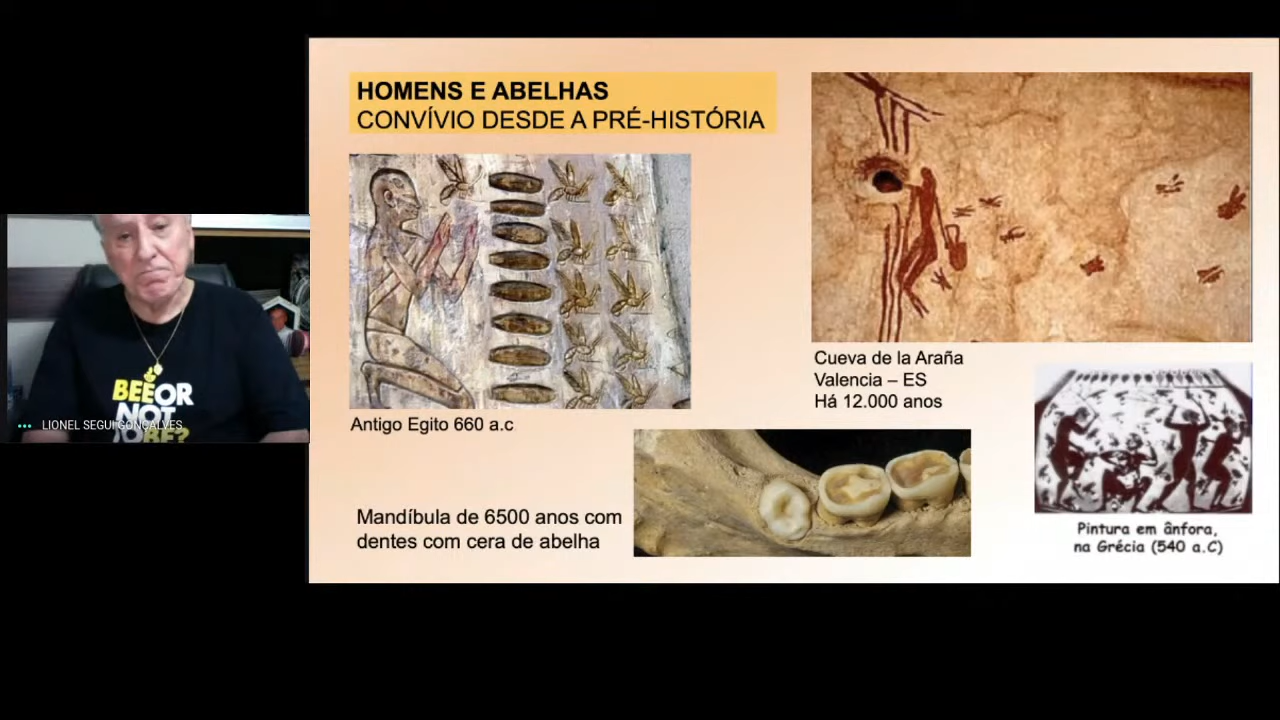 HOMENS E ABELHAS
CONVÍVIO DESDE A PRÉ-HISTÓRIA
Antigo Egito 660 a.c
Cueva de la Araña
Valencia – ES
Há 12.000 anos
Mandíbula de 6500 anos com
dentes com cera de abelha
Pintura em ânfora,
na Grécia (540 a.C)
BEE OR
NOT
TO BE?
LIONEL SEGUI GONÇALVES